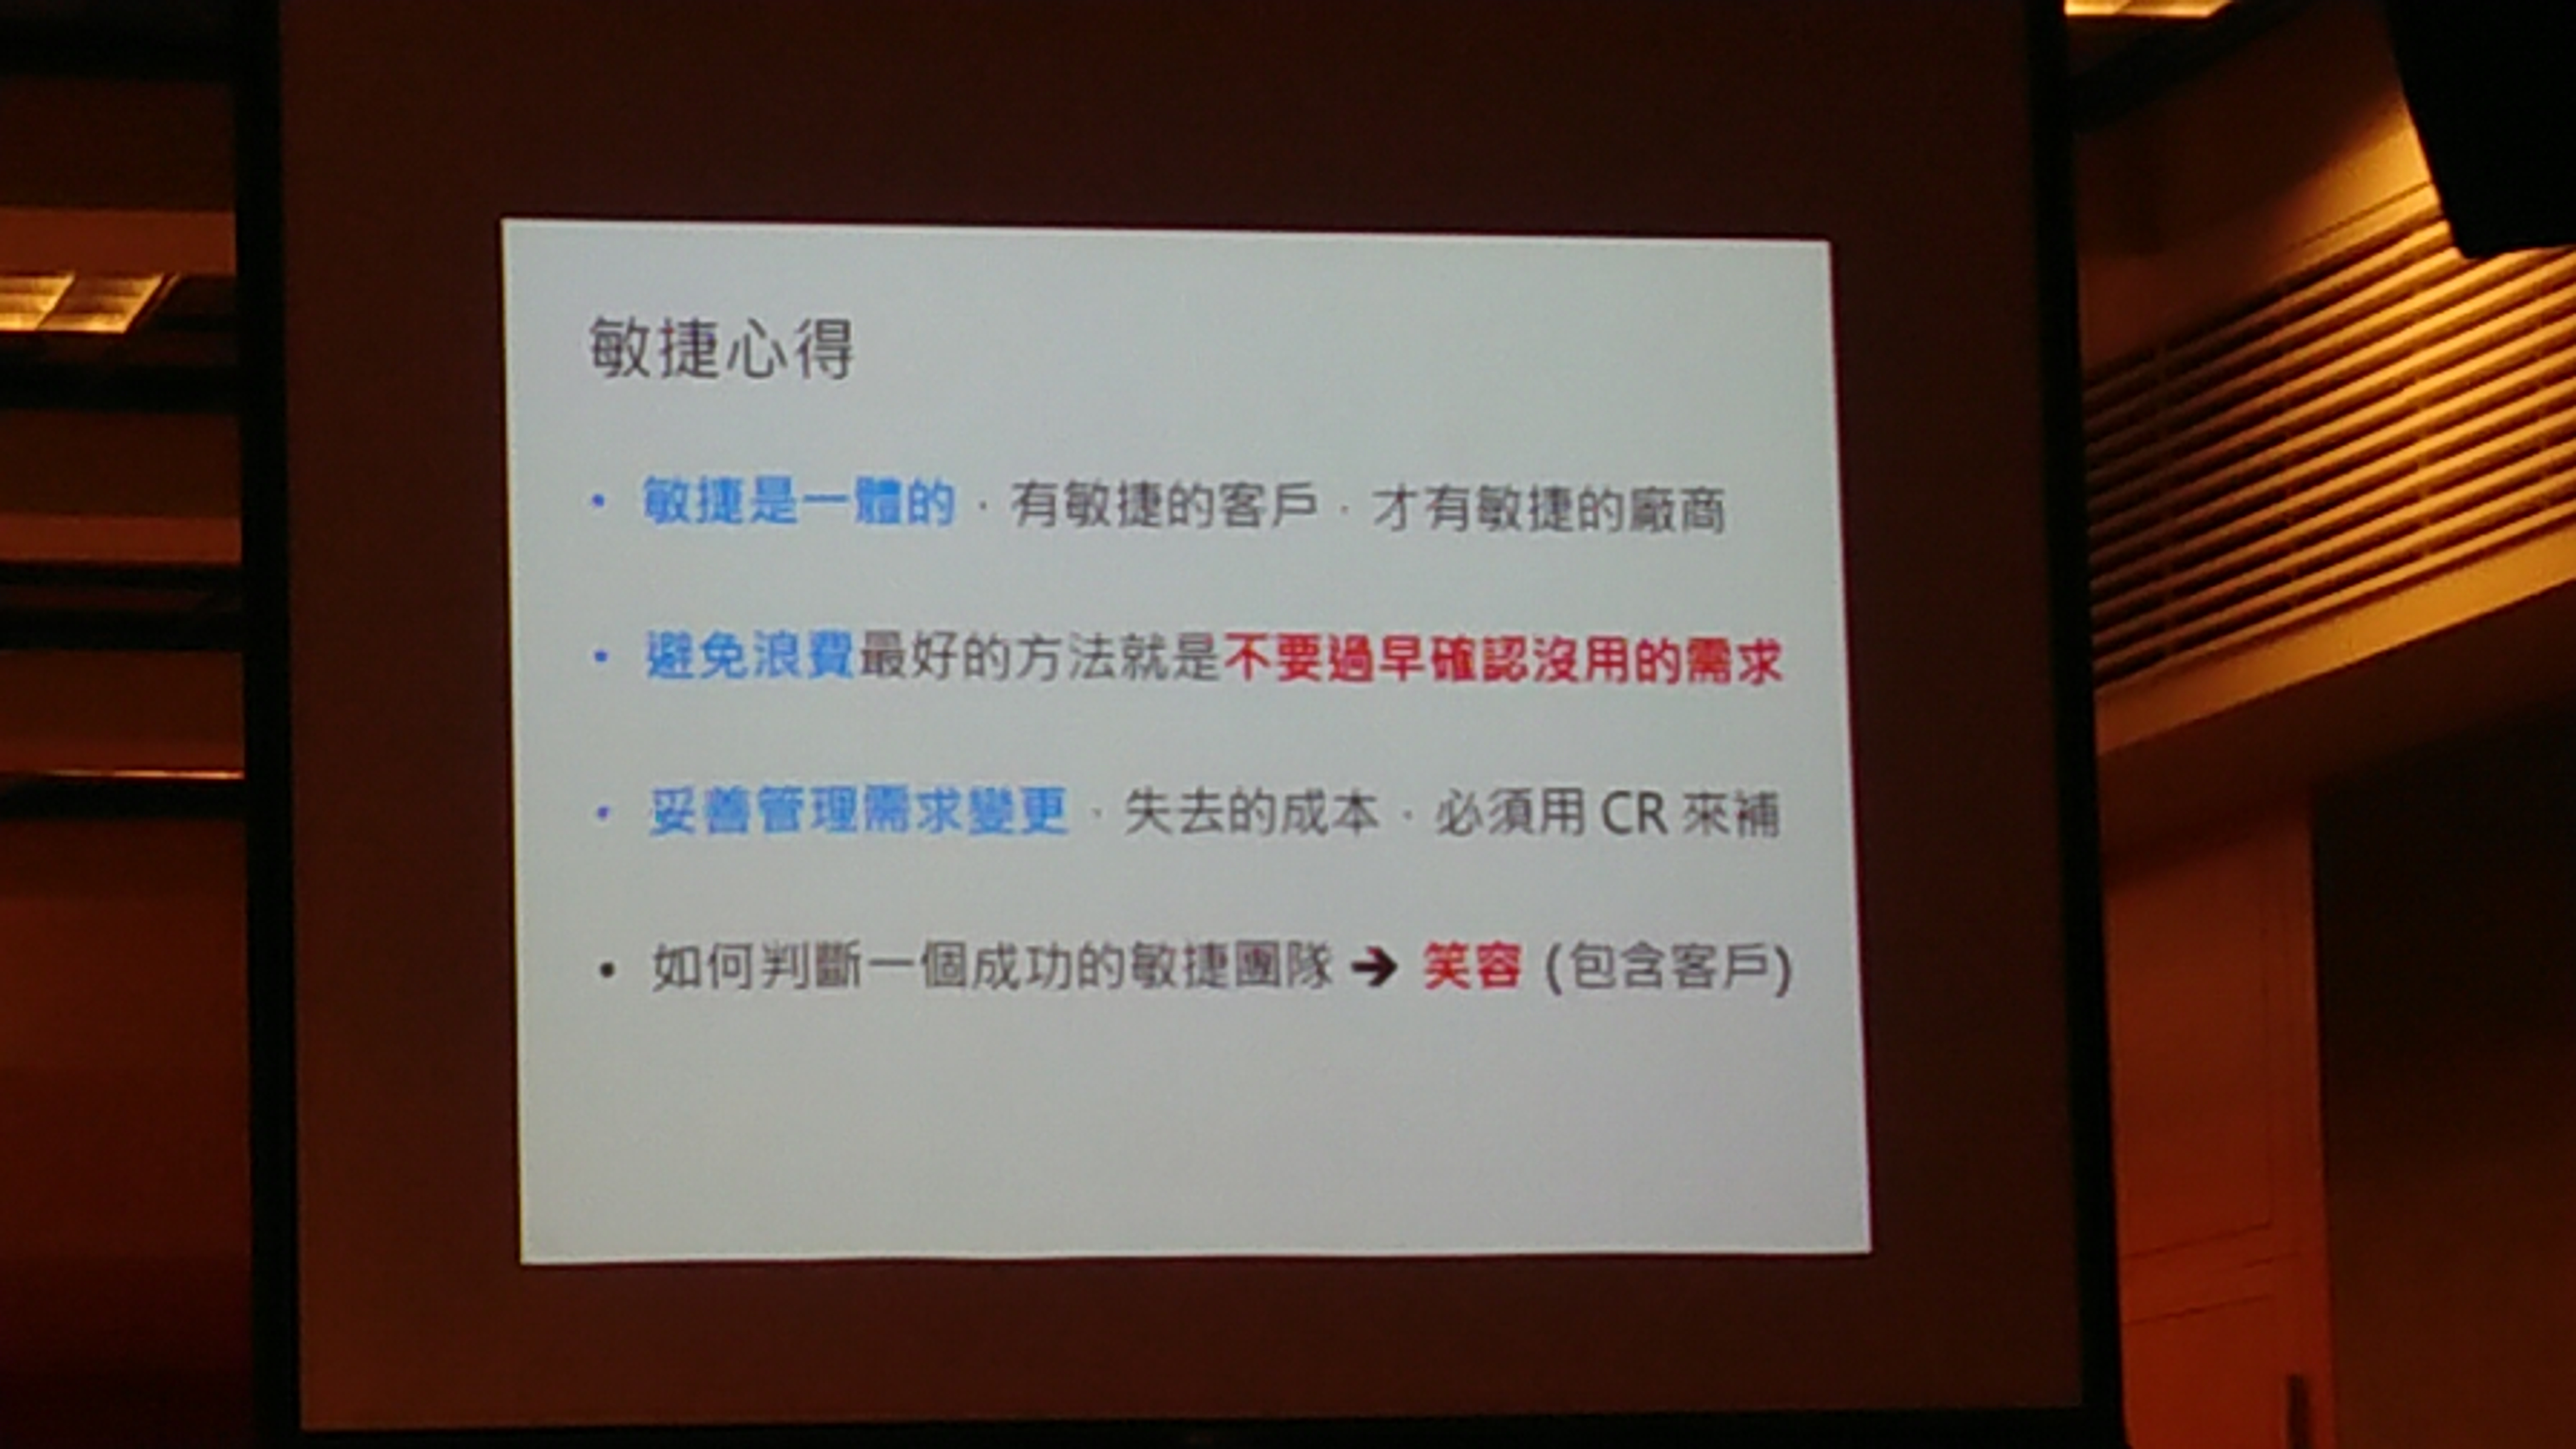 敏捷心得
• 敏捷是一體的，有敏捷的客戶，才有敏捷的廠商
• 避免浪費最好的方法就是不要過早確認沒用的需求
• 妥善管理需求變更，失去的成本，必須用 CR 來補
• 如何判斷一個成功的敏捷團隊 ➔ 笑容 (包含客戶)